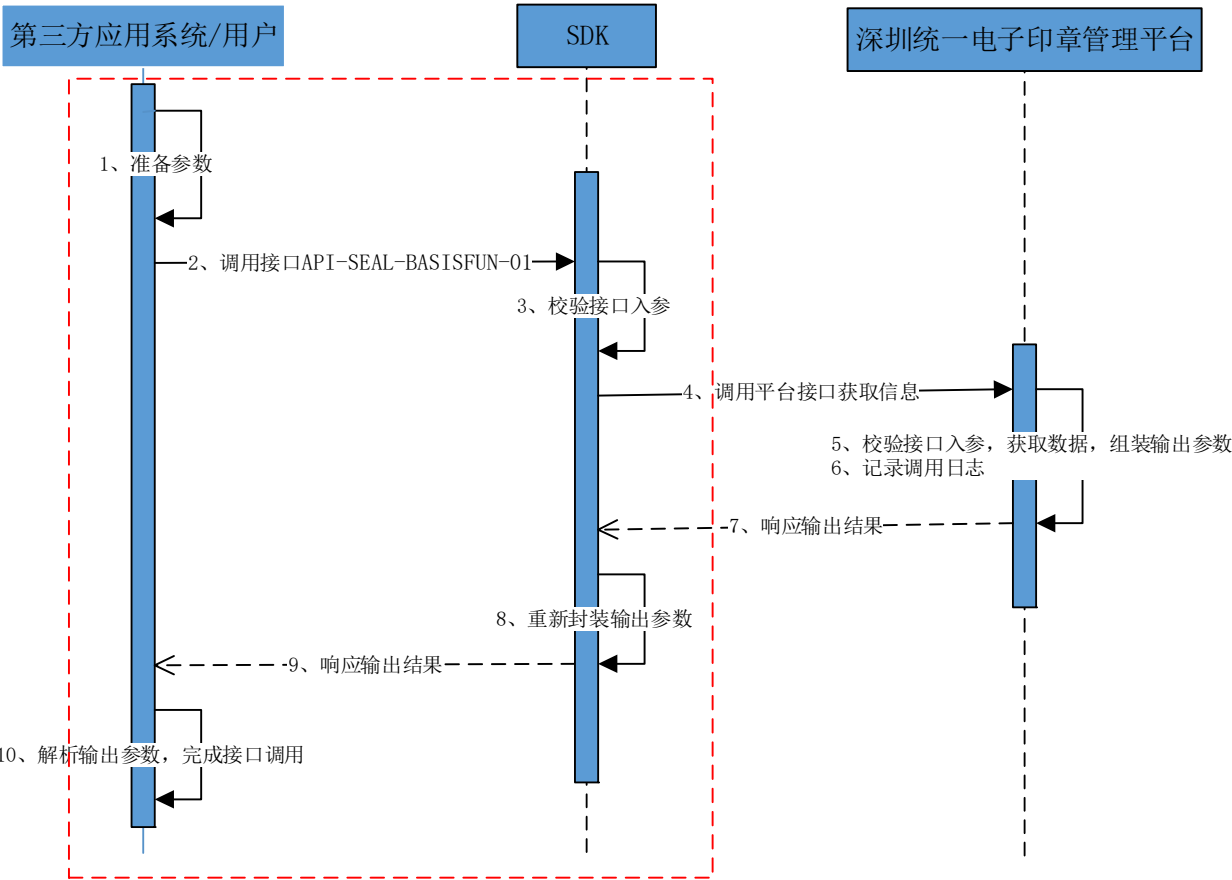 第三方应用系统/用户
SDK
深圳统一电子印章管理平台
1、准备参数
2、调用接口API-SEAL-BASISFUN-01
3、校验接口入参
4、调用平台接口获取信息
5、校验接口入参，获取数据，组装输出参数
6、记录调用日志
7、响应输出结果
8、重新封装输出参数
9、响应输出结果
10、解析输出参数，完成接口调用